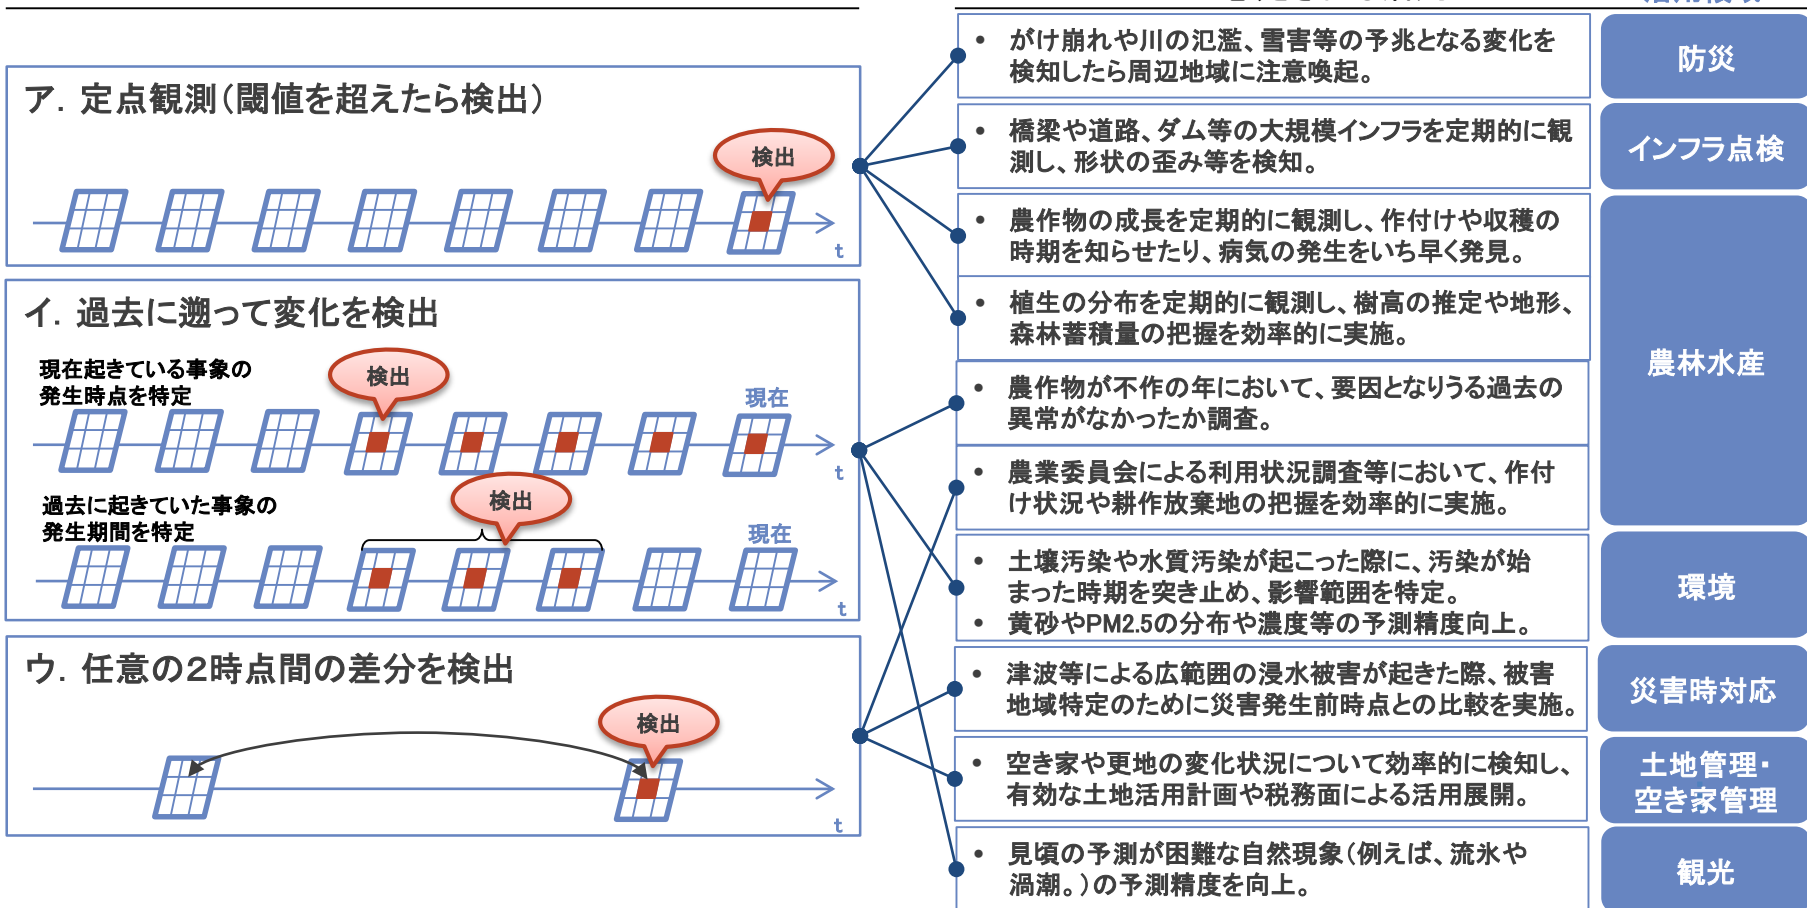 ア. 定点観測(閾値を超えたら検出)
検出
t
イ. 過去に遡って変化を検出
現在起きている事象の
発生時点を特定
検出
現在
t
過去に起きていた事象の
発生期間を特定
検出
現在
t
ウ. 任意の2時点間の差分を検出
検出
t
• がけ崩れや川の氾濫、雪害等の予兆となる変化を
検知したら周辺地域に注意喚起。
防災
• 橋梁や道路、ダム等の大規模インフラを定期的に観
測し、形状の歪み等を検知。
インフラ点検
• 農作物の成長を定期的に観測し、作付けや収穫の
時期を知らせたり、病気の発生をいち早く発見。
• 植生の分布を定期的に観測し、樹高の推定や地形、
森林蓄積量の把握を効率的に実施。
農林水産
• 農作物が不作の年において、要因となりうる過去の
異常がなかったか調査。
• 農業委員会による利用状況調査等において、作付
け状況や耕作放棄地の把握を効率的に実施。
• 土壌汚染や水質汚染が起こった際に、汚染が始
まった時期を突き止め、影響範囲を特定。
• 黄砂やPM2.5の分布や濃度等の予測精度向上。
環境
• 津波等による広範囲の浸水被害が起きた際、被害
地域特定のために災害発生前時点との比較を実施。
災害時対応
• 空き家や更地の変化状況について効率的に検知し、
有効な土地活用計画や税務面による活用展開。
土地管理・
空き家管理
• 見頃の予測が困難な自然現象(例えば、流氷や
渦潮。)の予測精度を向上。
観光